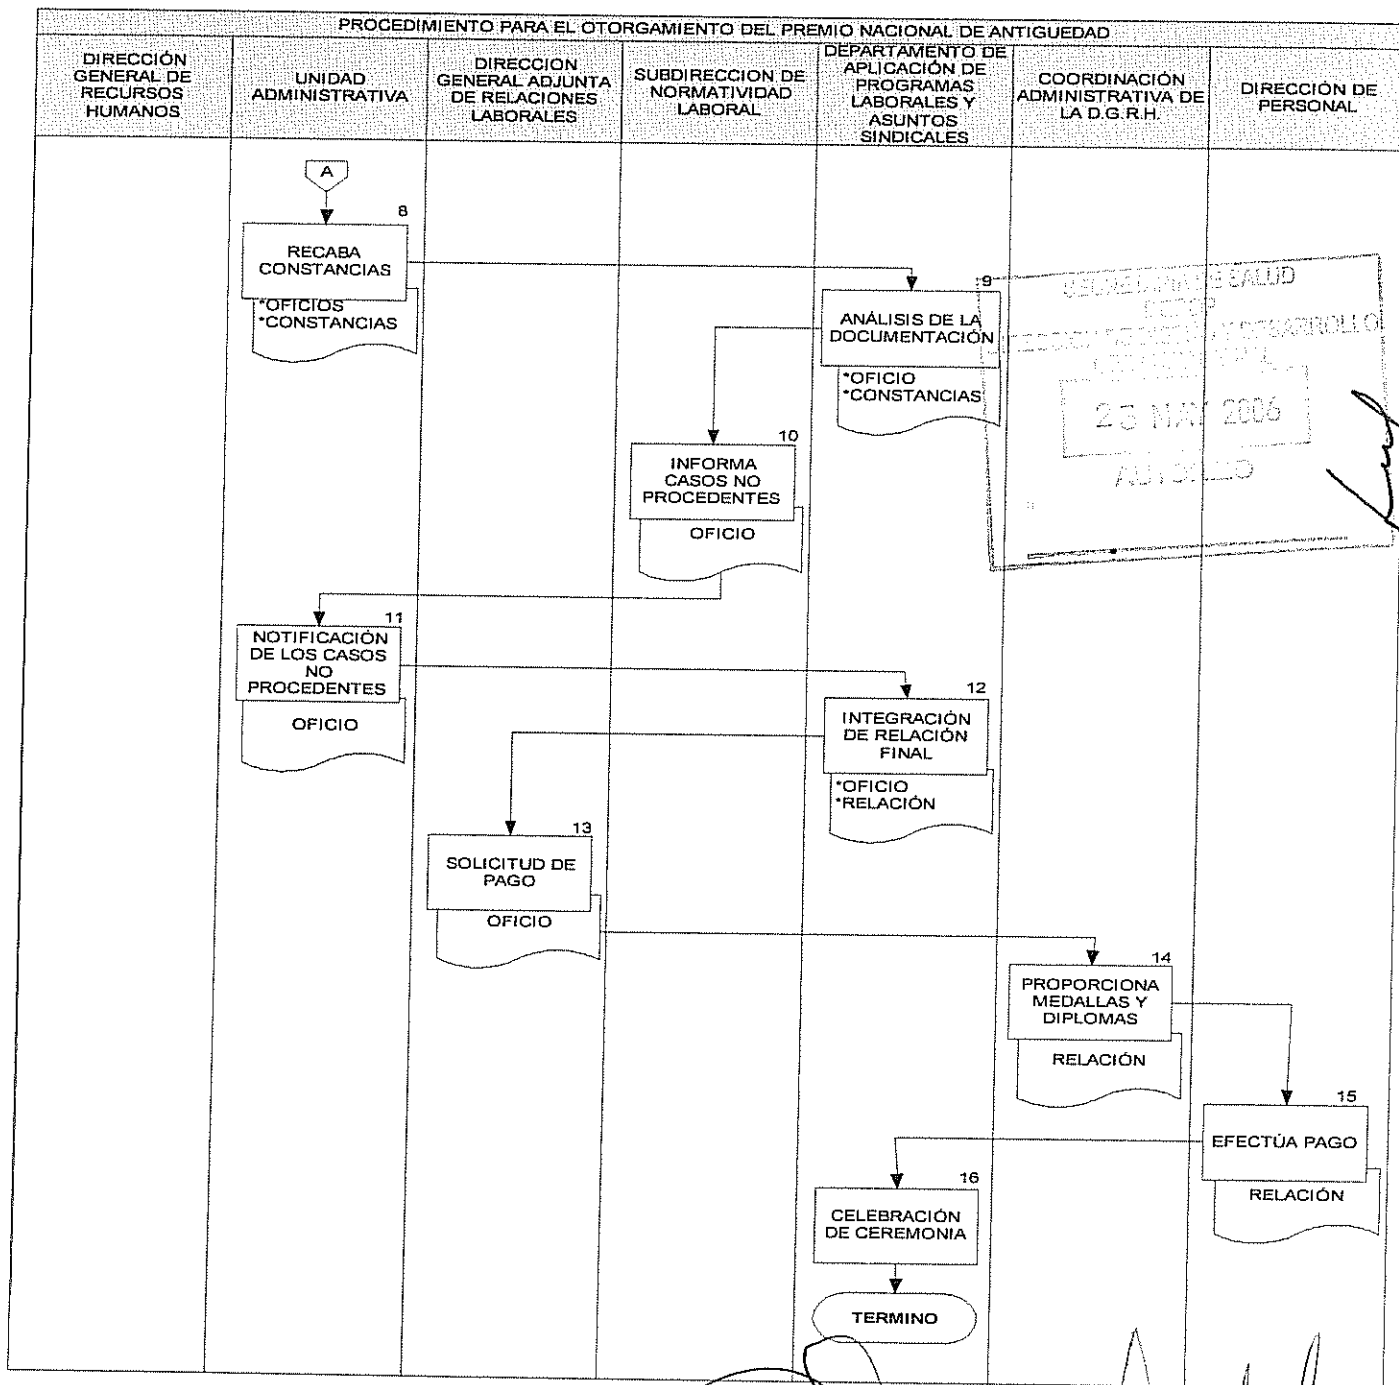 PROCEDIMIENTO PARA EL OTORGAMIENTO DEL PREMIO NACIONAL DE ANTIGUEDAD
DIRECCIÓN
GENERAL DE
RECURSOS
HUMANOS
UNIDAD
ADMINISTRATIVA
DIRECCION
GENERAL ADJUNTA
DE RELACIONES
LABORALES
SUBDIRECCION DE
NORMATIVIDAD
LABORAL
DEPARTAMENTO DE
APLICACIÓN DE
PROGRAMAS
LABORALES Y
ASUNTOS
SINDICALES
COORDINACIÓN
ADMINISTRATIVA DE
LA D.G.R.H.
DIRECCIÓN DE
PERSONAL
A
8
RECABA
CONSTANCIAS
*OFICIOS
*CONSTANCIAS
9
ANÁLISIS DE LA
DOCUMENTACIÓN
*OFICIO
*CONSTANCIAS
SALUD
Y DESARROLLO
MAY 2006
10
INFORMA
CASOS NO
PROCEDENTES
OFICIO
11
NOTIFICACIÓN
DE LOS CASOS
NO
PROCEDENTES
OFICIO
12
INTEGRACIÓN
DE RELACIÓN
FINAL
*OFICIO
*RELACIÓN
13
SOLICITUD DE
PAGO
OFICIO
14
PROPORCIONA
MEDALLAS Y
DIPLOMAS
RELACIÓN
15
EFECTÚA PAGO
RELACIÓN
16
CELEBRACIÓN
DE CEREMONIA
TERMINO